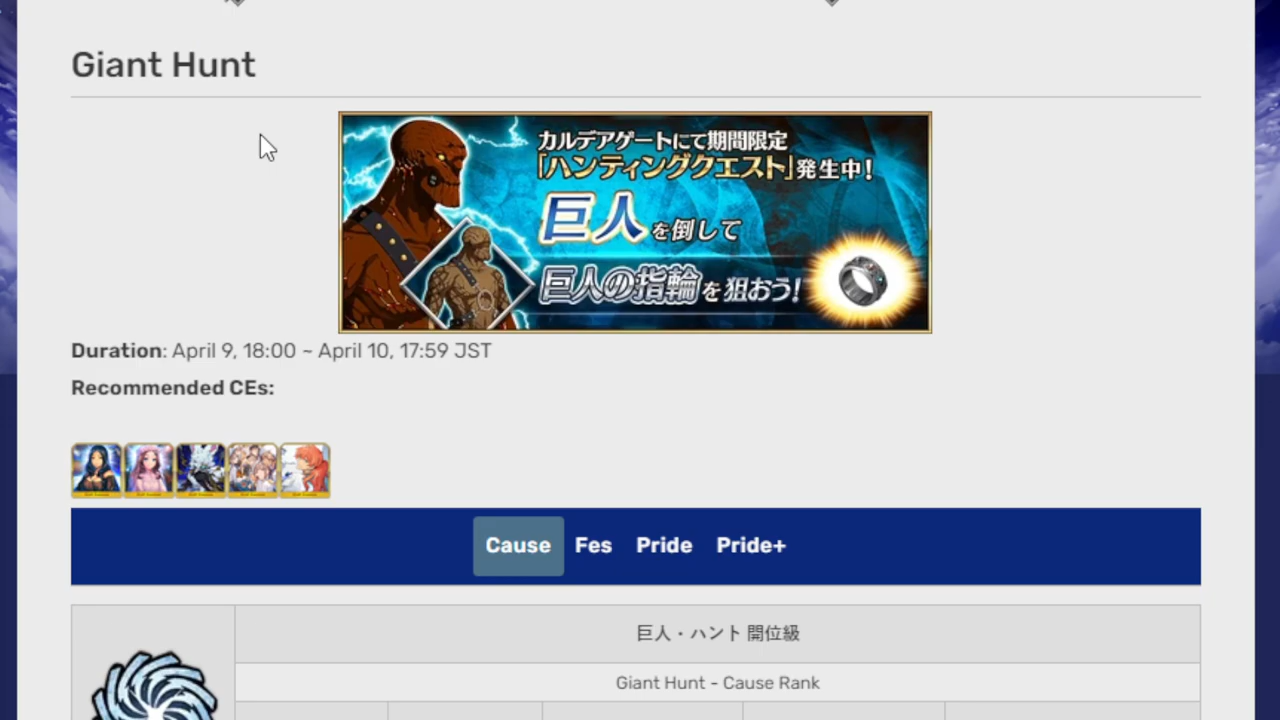 Giant Hunt
カルデアゲートにて期間限定
「ハンティングクエスト」発生中！
巨人を倒して
巨人の指輪を狙おう！
Duration: April 9, 18:00 ~ April 10, 17:59 JST
Recommended CEs:
Cause Fes Pride Pride+
巨人・ハント 開位級
Giant Hunt - Cause Rank